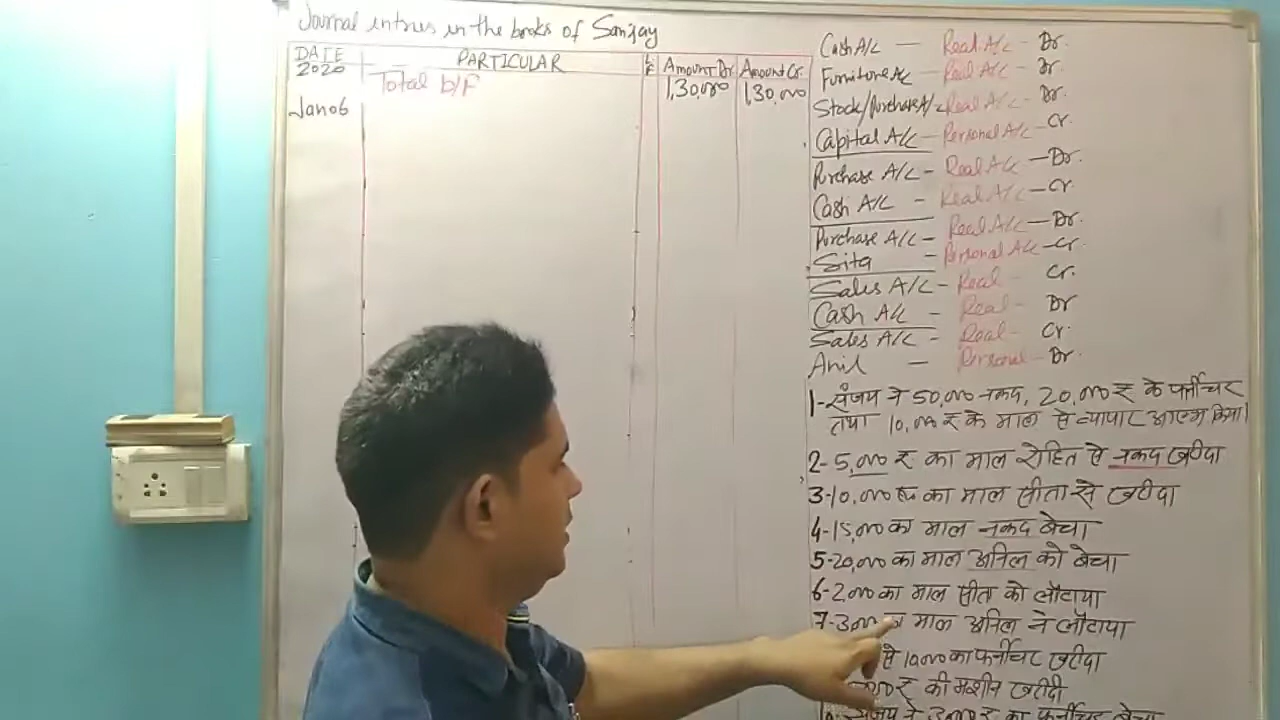 Journal entries in the books of Sanjay
DATE PARTICULAR L/F Amount Dr. Amount Cr.
2020 Total b/F 1,30,000 1,30,000
Jan 06
Cash A/c — Real A/c - Dr.
Furniture A/c — Real A/c - Dr.
Stock/Purchase A/c Real A/c - Dr.
Capital A/c - Personal A/c - Cr.
Purchase A/c - Real A/c - Dr.
Cash A/c - Real A/c - Cr.
Purchase A/c - Real A/c - Dr.
Sita - Personal A/c - Cr.
Sales A/c - Real - Cr.
Cash A/c - Real - Dr
Sales A/c - Real - Cr.
Anil — Personal - Dr.
1-संजय ने 50,000 नकद, 20,000 ₹ के फर्नीचर
तथा 10,000 ₹ के माल से व्यापार आरम्भ किया।
2-5,000 ₹ का माल रोहित से नकद खरीदा
3-10,000 ₹ का माल सीता से खरीदा
4-15,000 का माल नकद बेचा
5-20,000 का माल अनिल को बेचा
6-2000 का माल सीता को लौटाया
7-3000 का माल अनिल ने लौटाया
से 10,000 का फर्नीचर खरीदा
₹ की मशीन खरीदी
ने 3000 ₹ का फर्नीचर बेचा